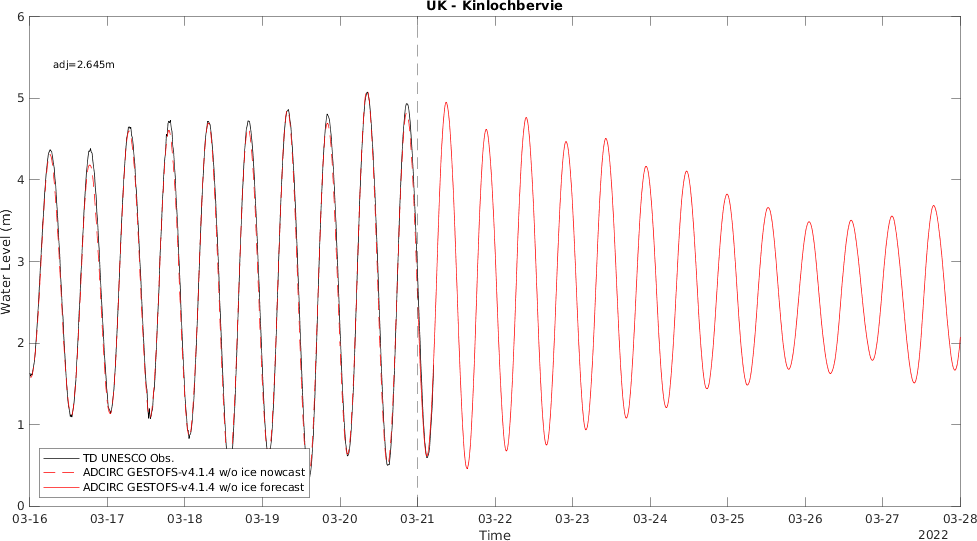 UK - Kinlochbervie
adj=2.645m
6
5
4
3
2
1
0
Water Level (m)
TD UNESCO Obs.
ADCIRC GESTOFS-v4.1.4 w/o ice nowcast
ADCIRC GESTOFS-v4.1.4 w/o ice forecast
03-16 03-17 03-18 03-19 03-20 03-21 03-22 03-23 03-24 03-25 03-26 03-27 03-28
Time
2022